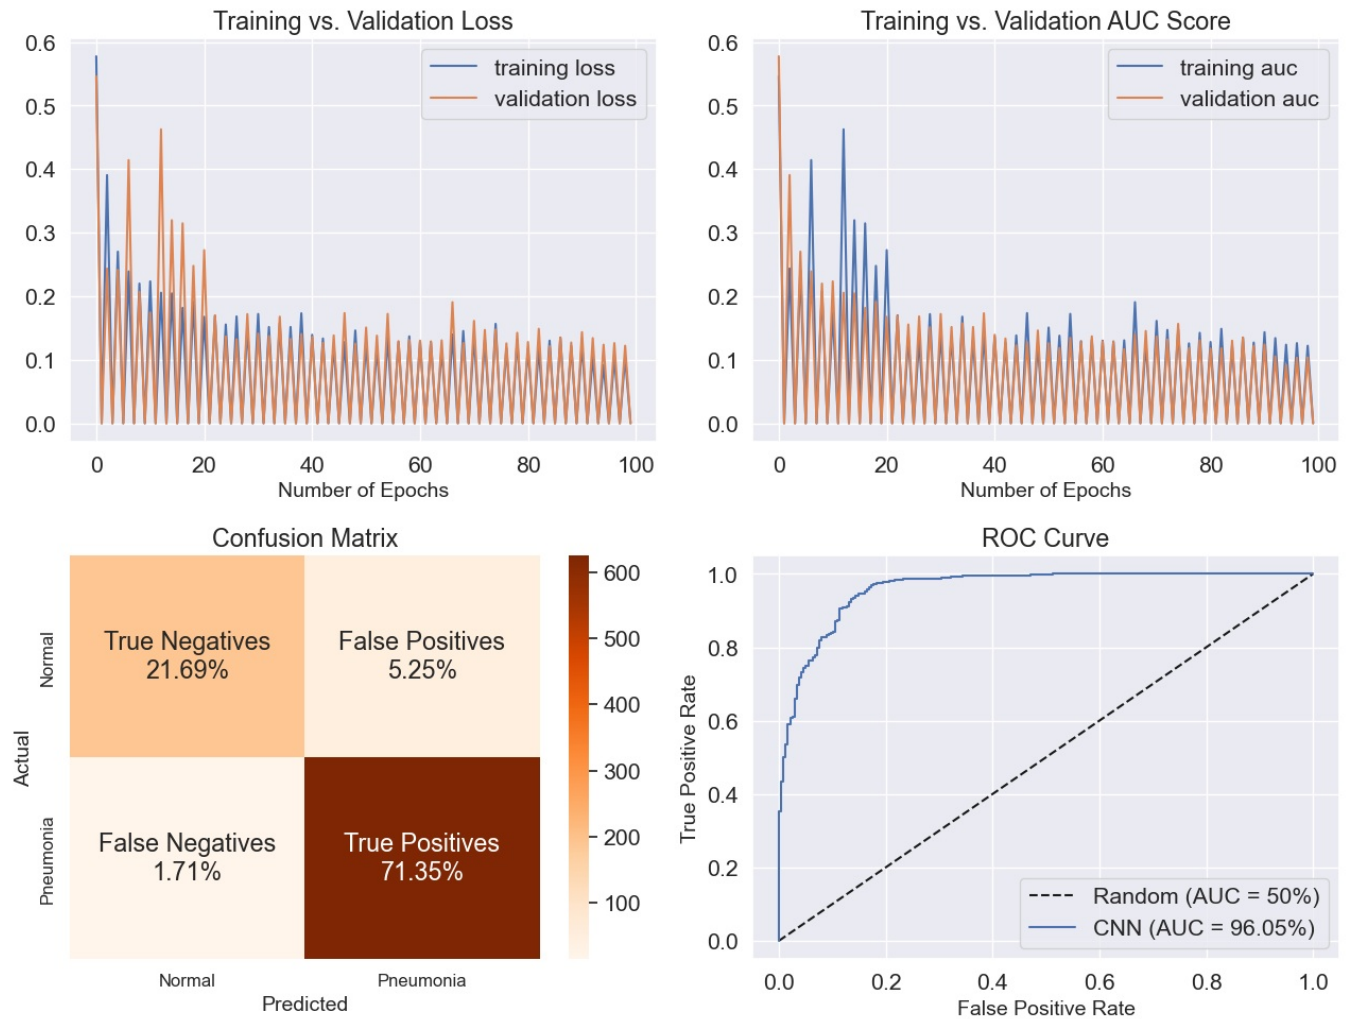 Training vs. Validation Loss
0.6
0.5
0.4
0.3
0.2
0.1
0.0
training loss
validation loss
0 20 40 60 80 100
Number of Epochs
Training vs. Validation AUC Score
0.6
0.5
0.4
0.3
0.2
0.1
0.0
training auc
validation auc
0 20 40 60 80 100
Number of Epochs
Confusion Matrix
Actual
Normal
Pneumonia
True Negatives
21.69%
False Positives
5.25%
False Negatives
1.71%
True Positives
71.35%
Normal Pneumonia
Predicted
600
500
400
300
200
100
ROC Curve
True Positive Rate
1.0
0.8
0.6
0.4
0.2
0.0
Random (AUC = 50%)
CNN (AUC = 96.05%)
0.0 0.2 0.4 0.6 0.8 1.0
False Positive Rate